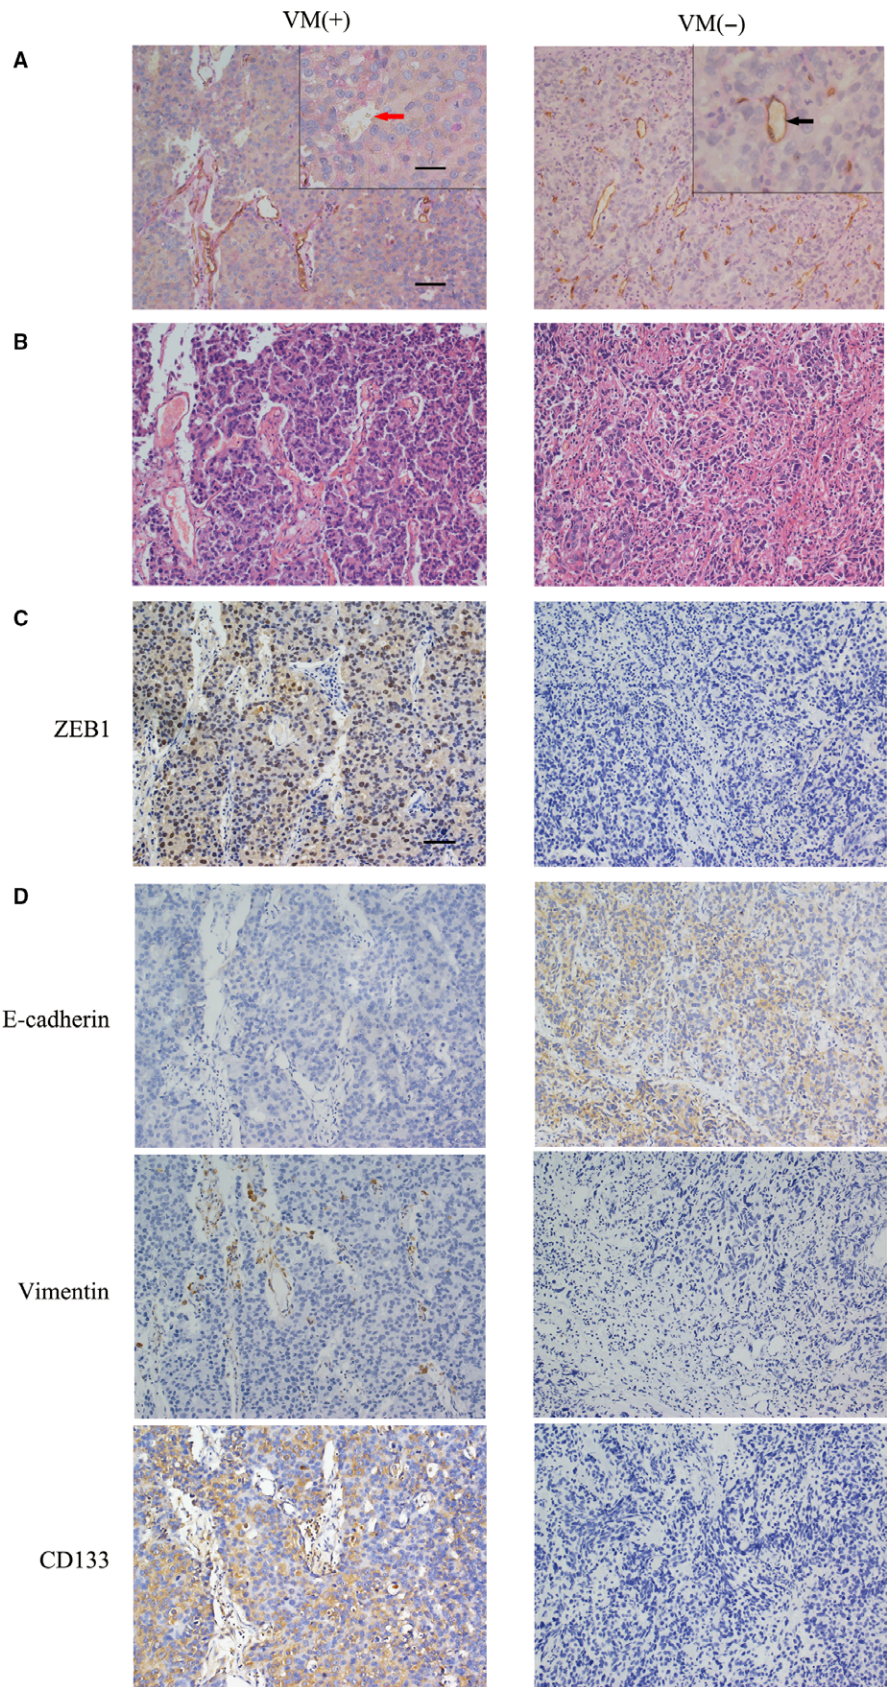 VM(+) VM(−)
A
B
C
ZEB1
D
E-cadherin
Vimentin
CD133